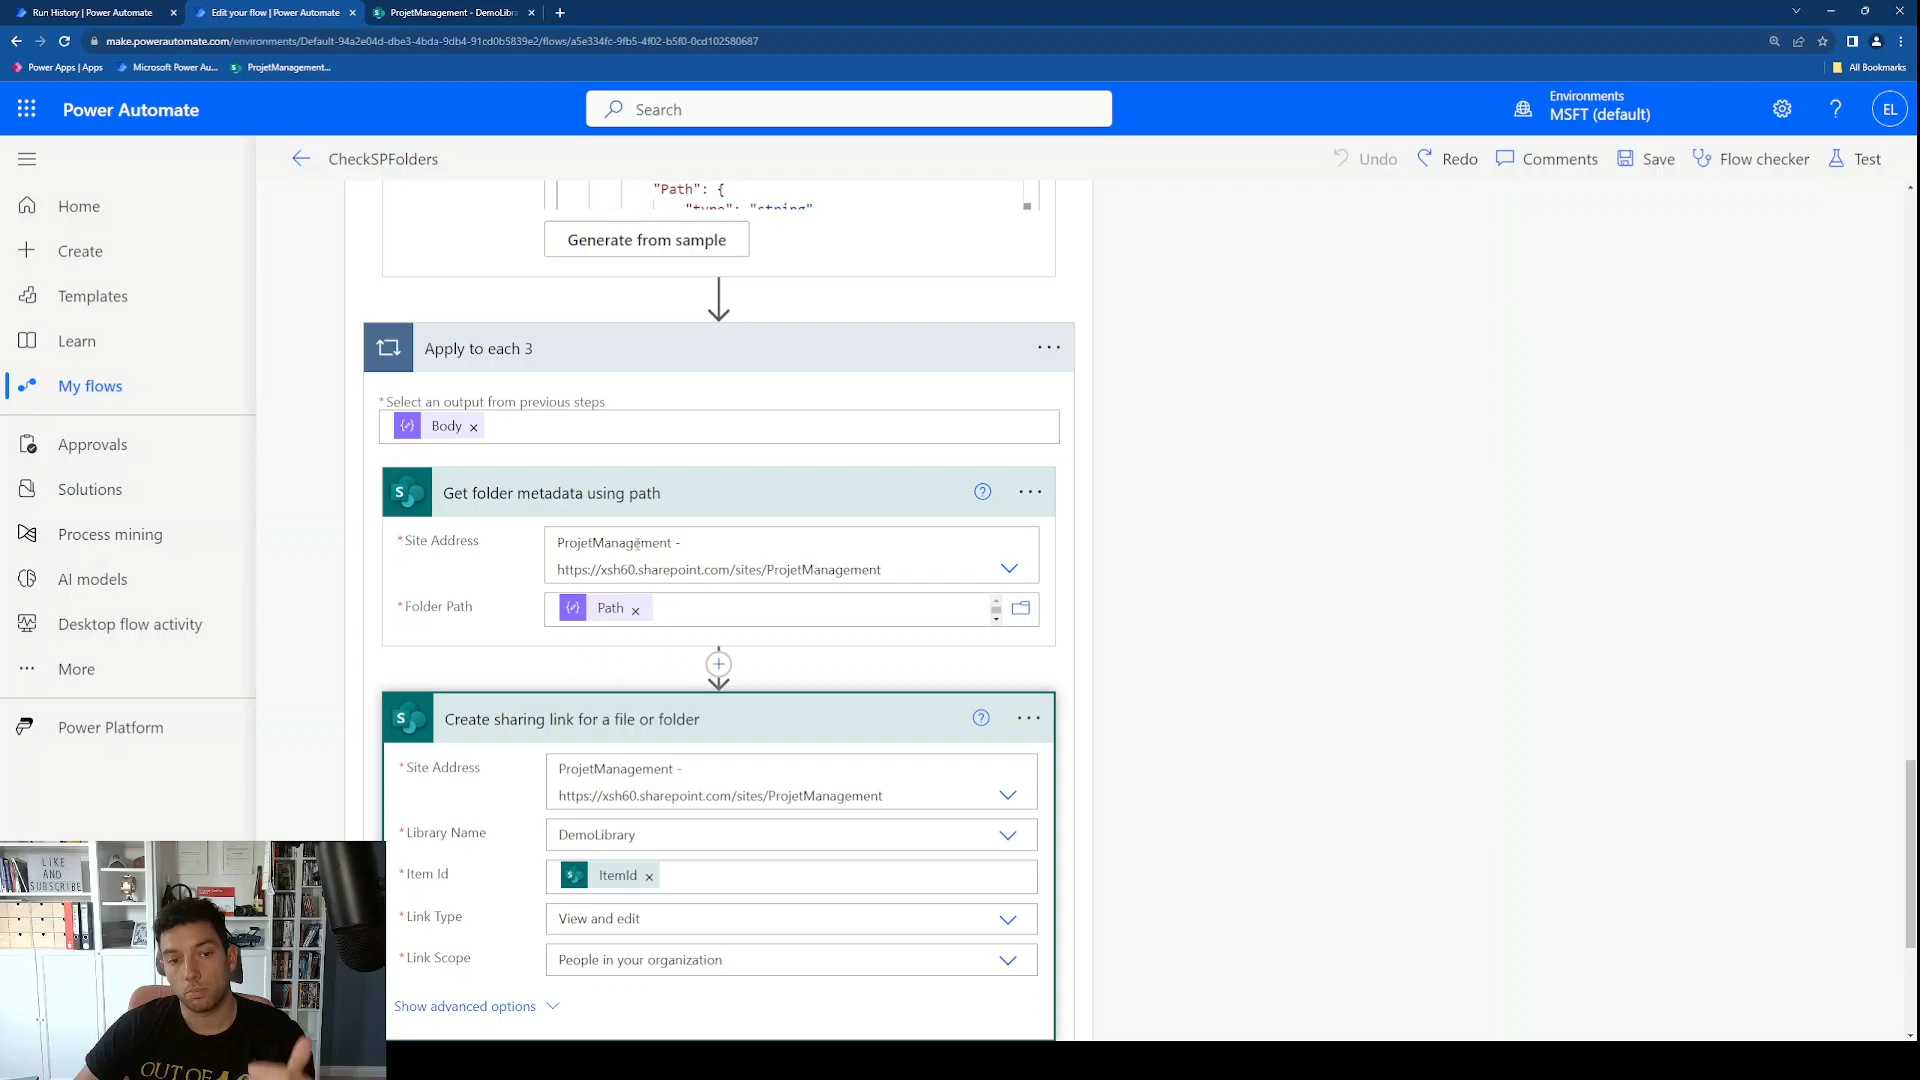 Run History | Power Automate
Edit your flow | Power Automate
ProjetManagement - DemoLibra
make.powerautomate.com/environments/Default-94a2e04d-dbe3-4bda-9db4-91cd0b5839e2/flows/a5e334fc-9fb5-4f02-b5f0-0cd102580687
Power Apps | Apps
Microsoft Power Au...
ProjetManagement...
All Bookmarks
Power Automate
Search
Environments
MSFT (default)
EL
CheckSPFolders
Undo
Redo
Comments
Save
Flow checker
Test
Home
Create
Templates
Learn
My flows
Approvals
Solutions
Process mining
AI models
Desktop flow activity
More
Power Platform
"Path": {
"type": "string"
Generate from sample
Apply to each 3
*Select an output from previous steps
Body
Get folder metadata using path
*Site Address
ProjetManagement -
https://xsh60.sharepoint.com/sites/ProjetManagement
*Folder Path
Path
Create sharing link for a file or folder
*Site Address
ProjetManagement -
https://xsh60.sharepoint.com/sites/ProjetManagement
*Library Name
DemoLibrary
*Item Id
ItemId
*Link Type
View and edit
*Link Scope
People in your organization
Show advanced options
LIKE
AND
SUBSCRIBE
OUT OF